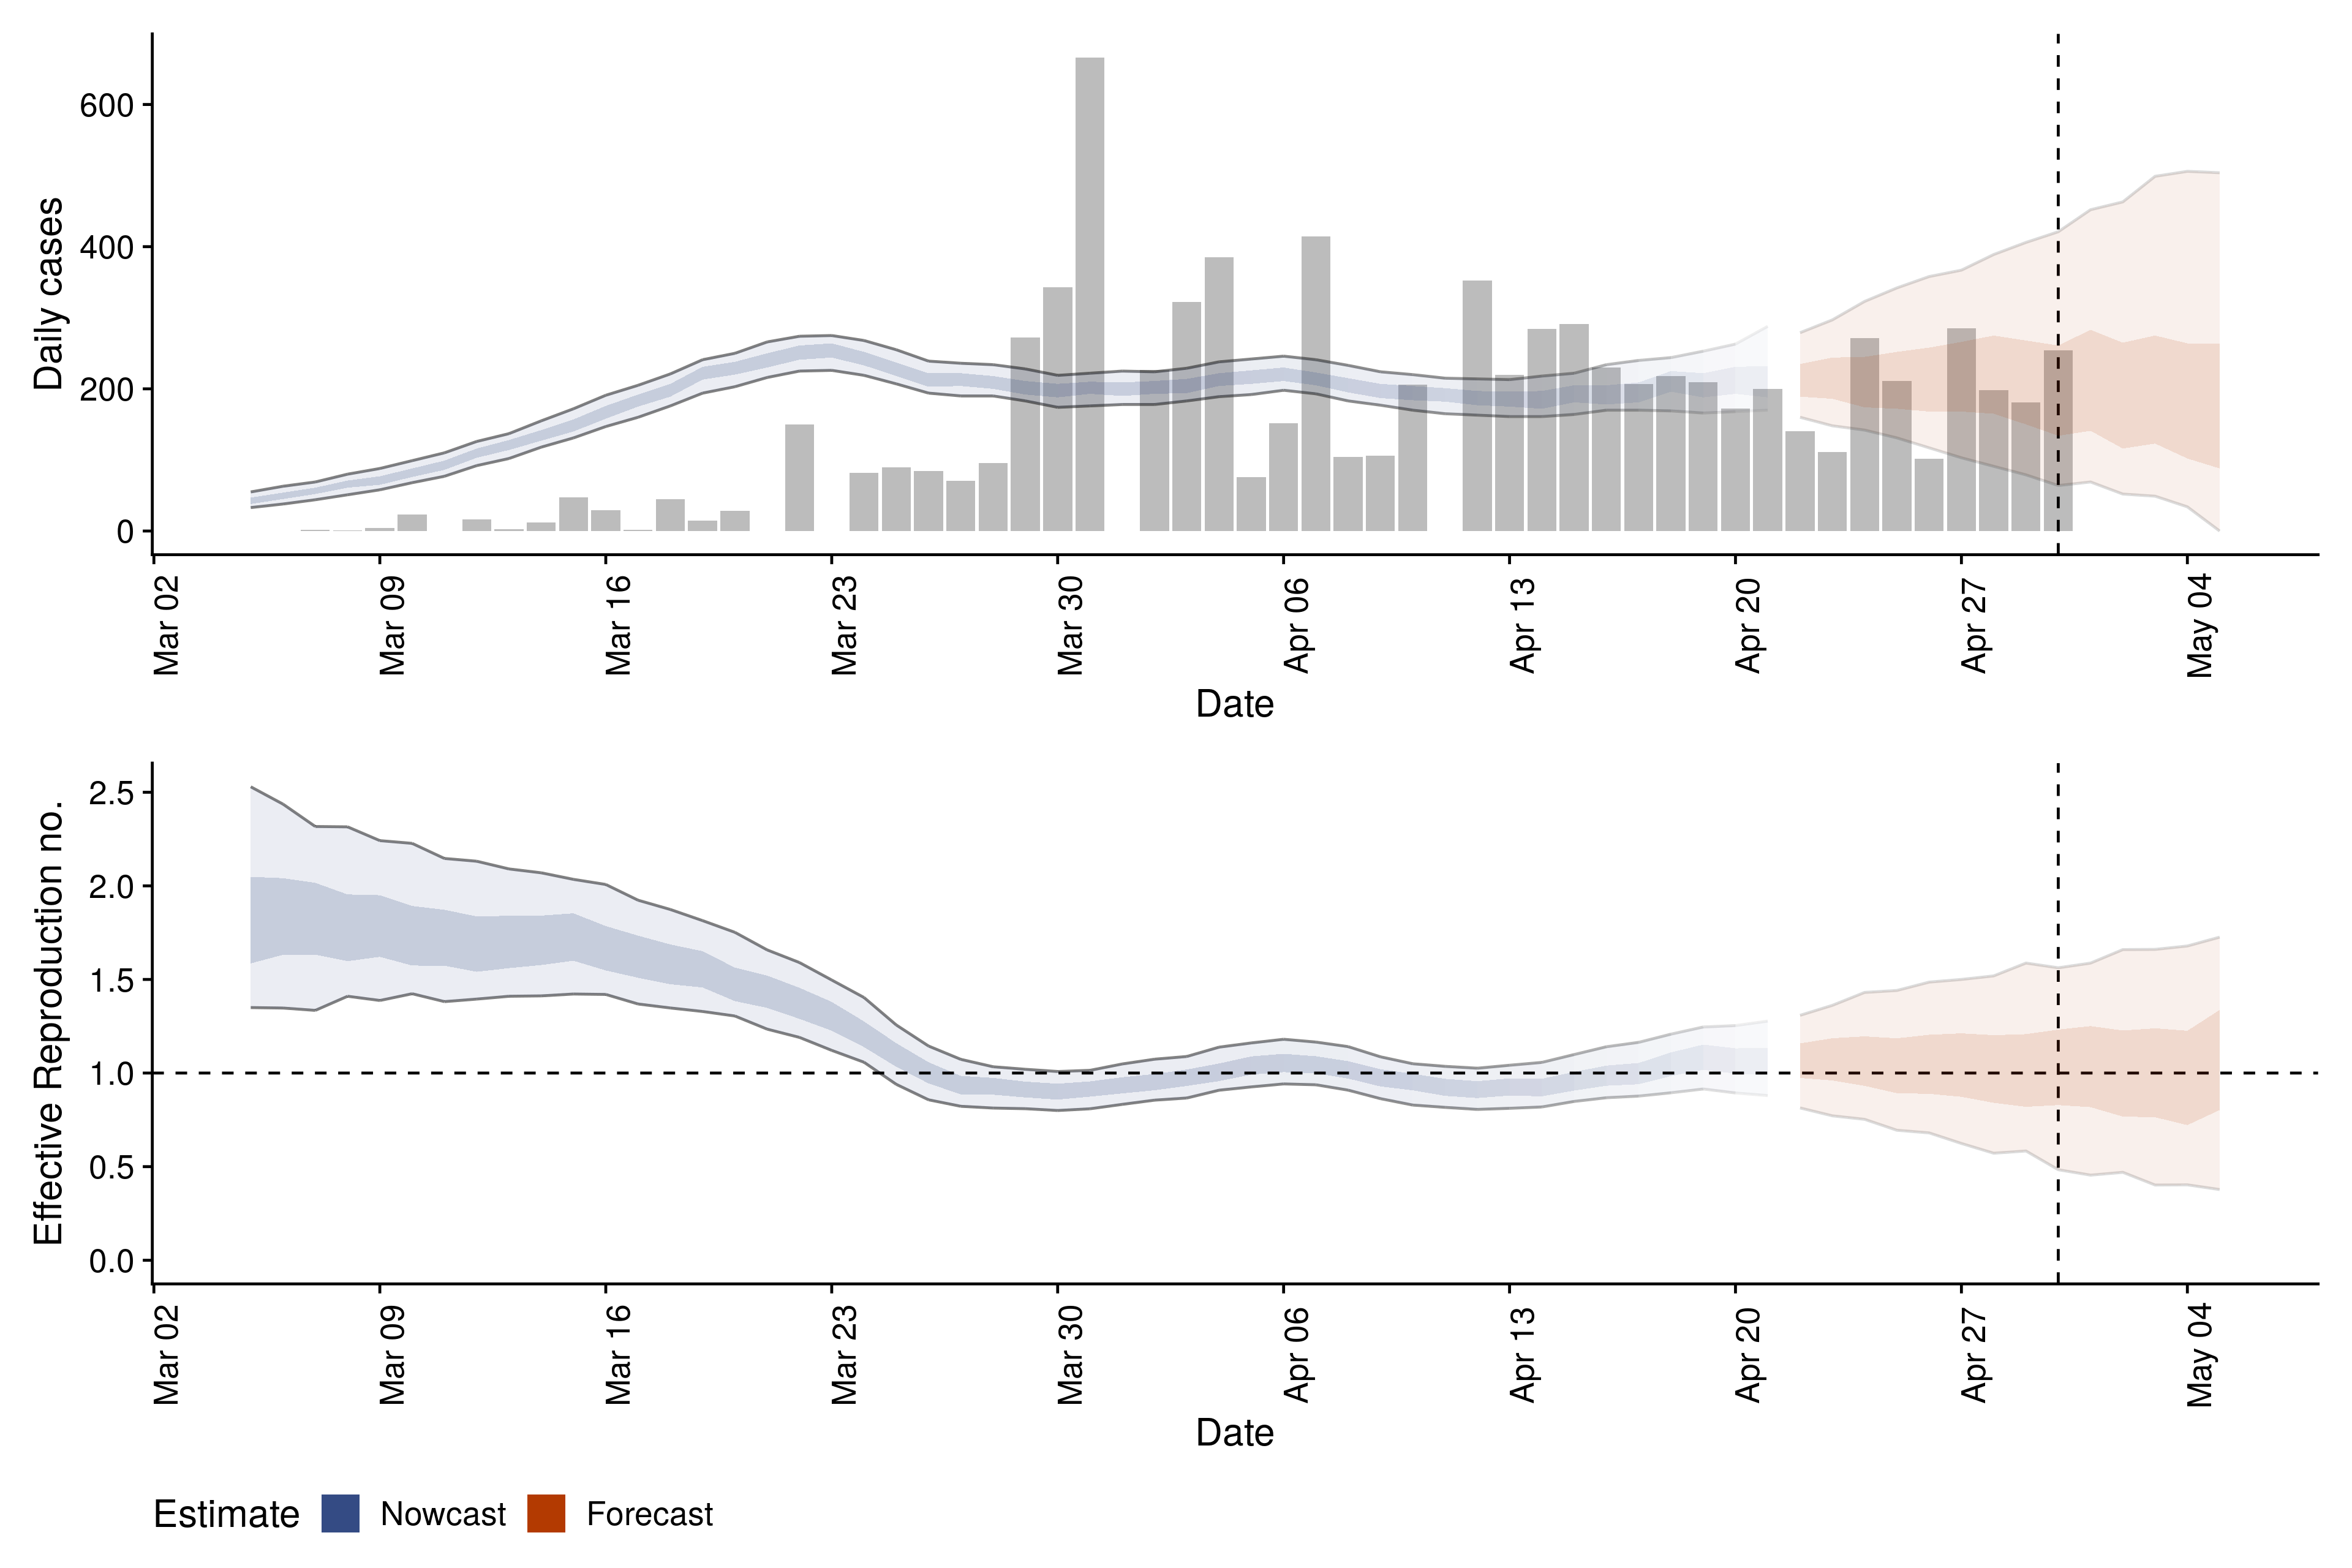 600
400
200
0
Daily cases
Mar 02
Mar 09
Mar 16
Mar 23
Mar 30
Apr 06
Apr 13
Apr 20
Apr 27
May 04
Date
2.5
2.0
1.5
1.0
0.5
0.0
Effective Reproduction no.
Mar 02
Mar 09
Mar 16
Mar 23
Mar 30
Apr 06
Apr 13
Apr 20
Apr 27
May 04
Date
Estimate Nowcast Forecast